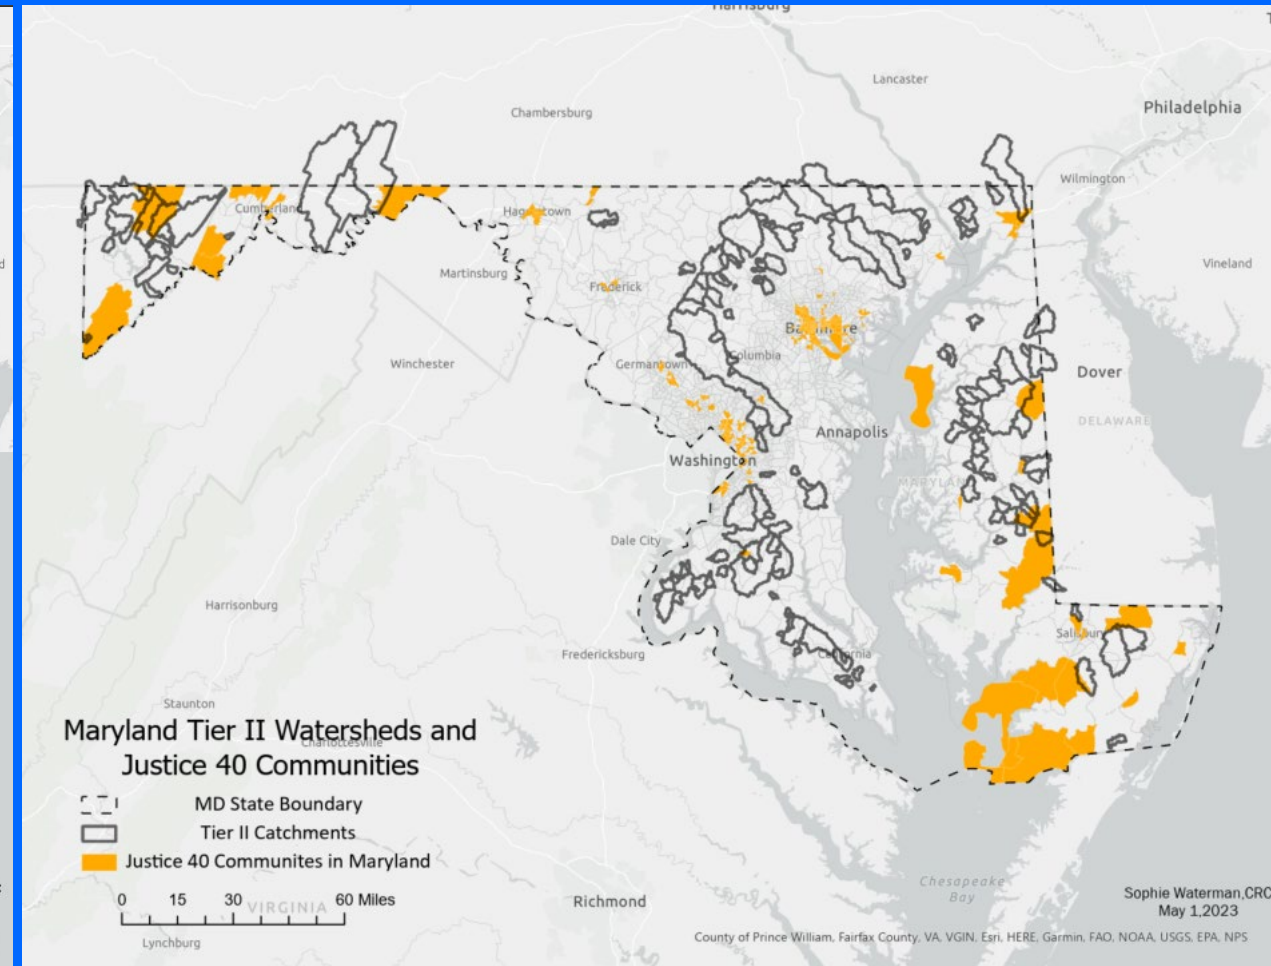 Harrisburg
Lancaster
Chambersburg
Philadelphia
Wilmington
Cumberland
Hagerstown
Vineland
Martinsburg
Frederick
Baltimore
Winchester
Germantown
Columbia
Dover
DELAWARE
Annapolis
Washington
MARYLAND
Dale City
Harrisonburg
Salisbury
Fredericksburg
California
Staunton
Maryland Tier II Watersheds and
Charlottesville
Justice 40 Communities
MD State Boundary
Tier II Catchments
Justice 40 Communites in Maryland
0 15 30 60 Miles
VIRGINIA
Richmond
Chesapeake
Bay
Sophie Waterman,CRC
May 1,2023
Lynchburg
County of Prince William, Fairfax County, VA, VGIN, Esri, HERE, Garmin, FAO, NOAA, USGS, EPA, NPS